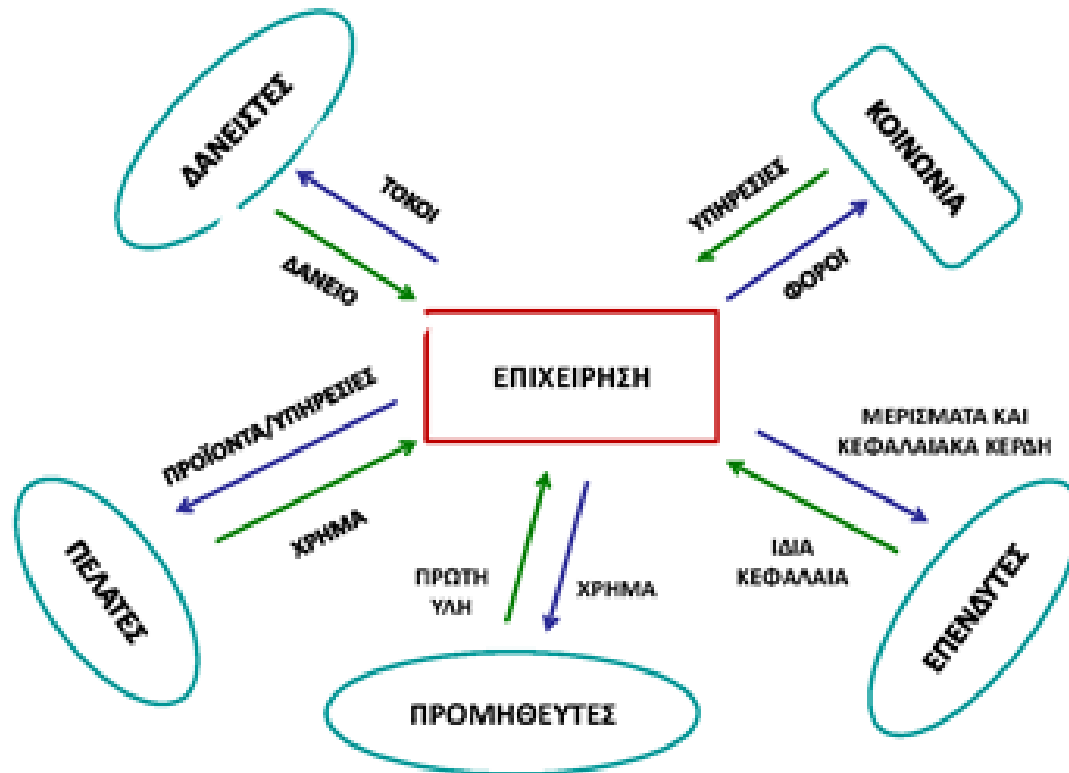 ΔΑΝΕΙΣΤΕΣ
ΚΟΙΝΩΝΙΑ
ΤΟΚΟΙ
ΥΠΗΡΕΣΙΕΣ
ΔΑΝΕΙΟ
ΦΟΡΟΙ
ΕΠΙΧΕΙΡΗΣΗ
ΠΡΟΪΟΝΤΑ/ΥΠΗΡΕΣΙΕΣ
ΜΕΡΙΣΜΑΤΑ ΚΑΙ
ΚΕΦΑΛΑΙΑΚΑ ΚΕΡΔΗ
ΧΡΗΜΑ
ΠΕΛΑΤΕΣ
ΠΡΩΤΗ
ΥΛΗ
ΧΡΗΜΑ
ΙΔΙΑ
ΚΕΦΑΛΑΙΑ
ΕΠΕΝΔΥΤΕΣ
ΠΡΟΜΗΘΕΥΤΕΣ